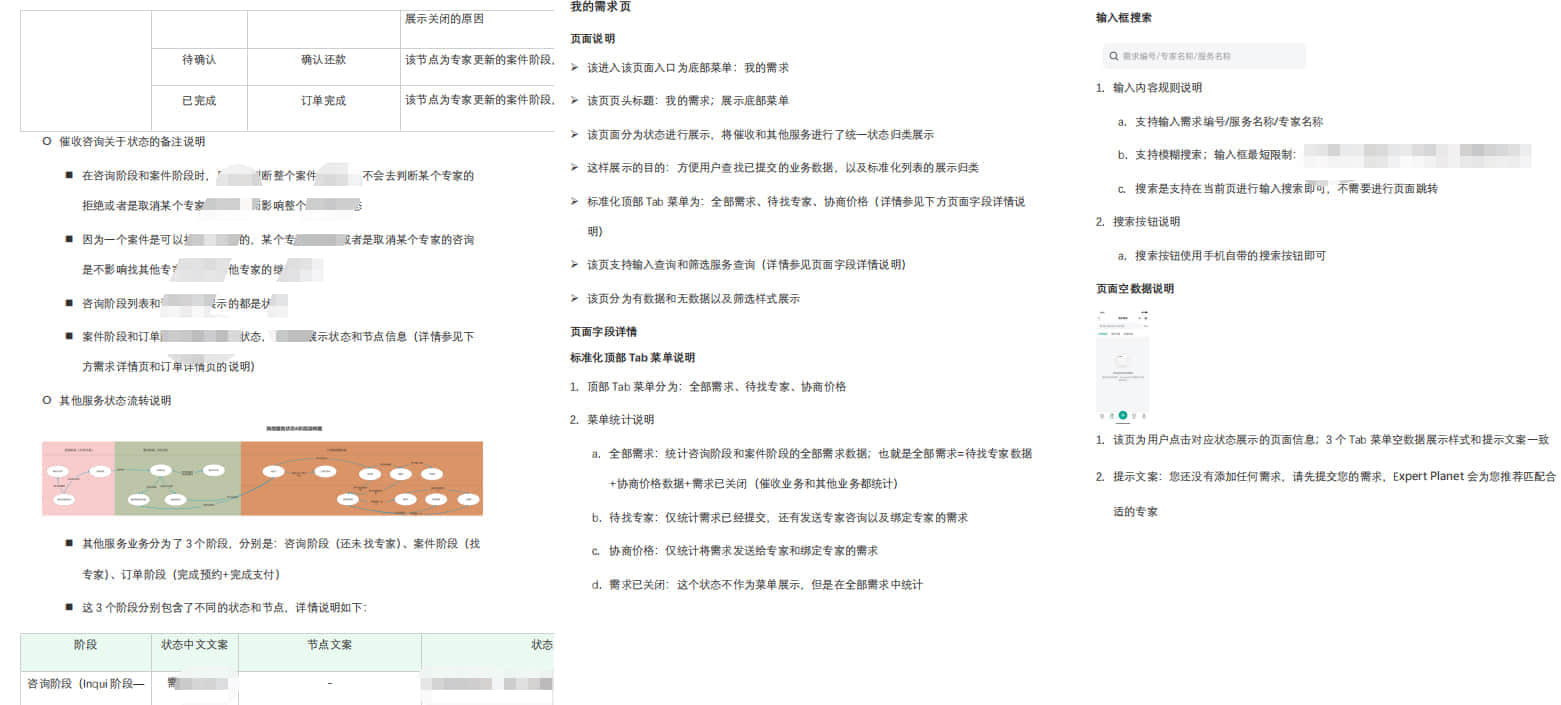 展示关闭的原因
待确认 确认还款 该节点为专家更新的案件阶段,
已完成 订单完成 该节点为专家更新的案件阶段,
催收咨询关于状态的备注说明
在咨询阶段和案件阶段时, 断整个案件 不会去判断某个专家的
拒绝或者是取消某个专家 影响整个
因为一个案件是可以 的, 某个专 或者是取消某个专家的咨询
是不影响找其他专 他专家的继
咨询阶段列表和 示的都是状
案件阶段和订单 状态, 展示状态和节点信息(详情参见下
方需求详情页和订单详情页的说明)
其他服务状态流转说明
其他服务业务分为了 3 个阶段, 分别是: 咨询阶段(还未找专家)、案件阶段(找
专家)、订单阶段(完成预约+完成支付)
这 3 个阶段分别包含了不同的状态和节点, 详情说明如下:
阶段 状态中文文案 节点文案 状态
咨询阶段(Inqui 阶段— 需 -
我的需求页
页面说明
该进入该页面入口为底部菜单: 我的需求
该页页头标题: 我的需求; 展示底部菜单
该页面分为状态进行展示, 将催收和其他服务进行了统一状态归类展示
这样展示的目的: 方便用户查找已提交的业务数据, 以及标准化列表的展示归类
标准化顶部 Tab 菜单为: 全部需求、待找专家、协商价格(详情参见下方页面字段详情说
明)
该页支持输入查询和筛选服务查询(详情参见页面字段详情说明)
该页分为有数据和无数据以及筛选样式展示
页面字段详情
标准化顶部 Tab 菜单说明
1. 顶部 Tab 菜单分为: 全部需求、待找专家、协商价格
2. 菜单统计说明
a. 全部需求: 统计咨询阶段和案件阶段的全部需求数据; 也就是全部需求=待找专家数据
+协商价格数据+需求已关闭(催收业务和其他业务都统计)
b. 待找专家: 仅统计需求已经提交, 还有发送专家咨询以及绑定专家的需求
c. 协商价格: 仅统计将需求发送给专家和绑定专家的需求
d. 需求已关闭: 这个状态不作为菜单展示, 但是在全部需求中统计
输入框搜索
需求编号/专家名称/服务名称
1. 输入内容规则说明
a. 支持输入需求编号/服务名称/专家名称
b. 支持模糊搜索; 输入框最短限制:
c. 搜索是支持在当前页进行输入搜索即可, 不需要进行页面跳转
2. 搜索按钮说明
a. 搜索按钮使用手机自带的搜索按钮即可
页面空数据说明
1. 该页为用户点击对应状态展示的页面信息; 3 个 Tab 菜单空数据展示样式和提示文案一致
2. 提示文案: 您还没有添加任何需求, 请先提交您的需求, Expert Planet 会为您推荐匹配合
适的专家